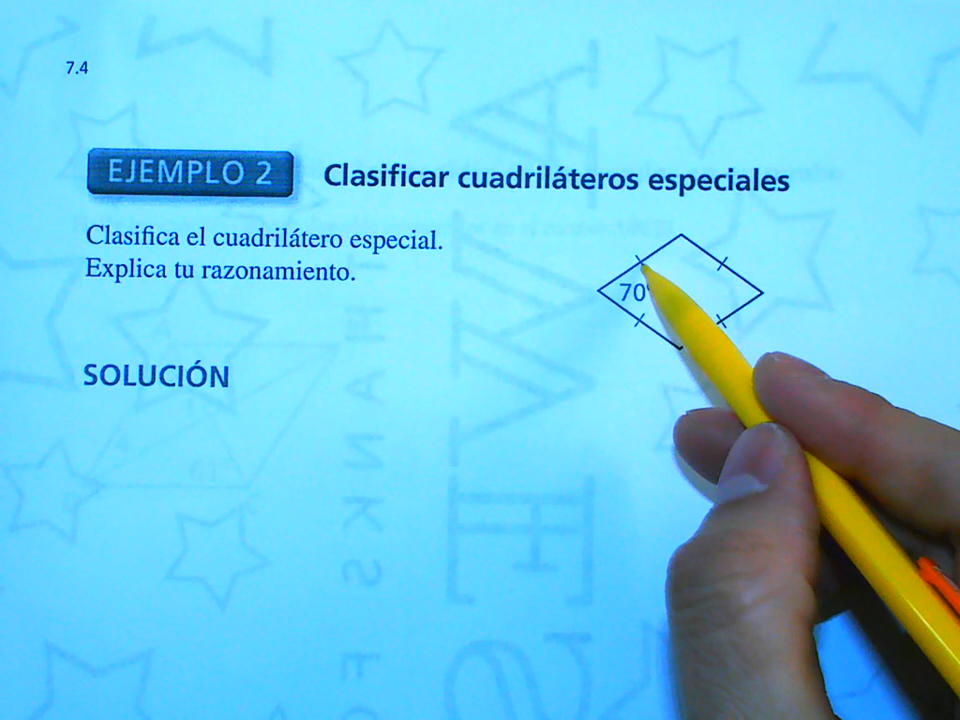 7.4
EJEMPLO 2 Clasificar cuadriláteros especiales
Clasifica el cuadrilátero especial.
Explica tu razonamiento.
70°
SOLUCIÓN